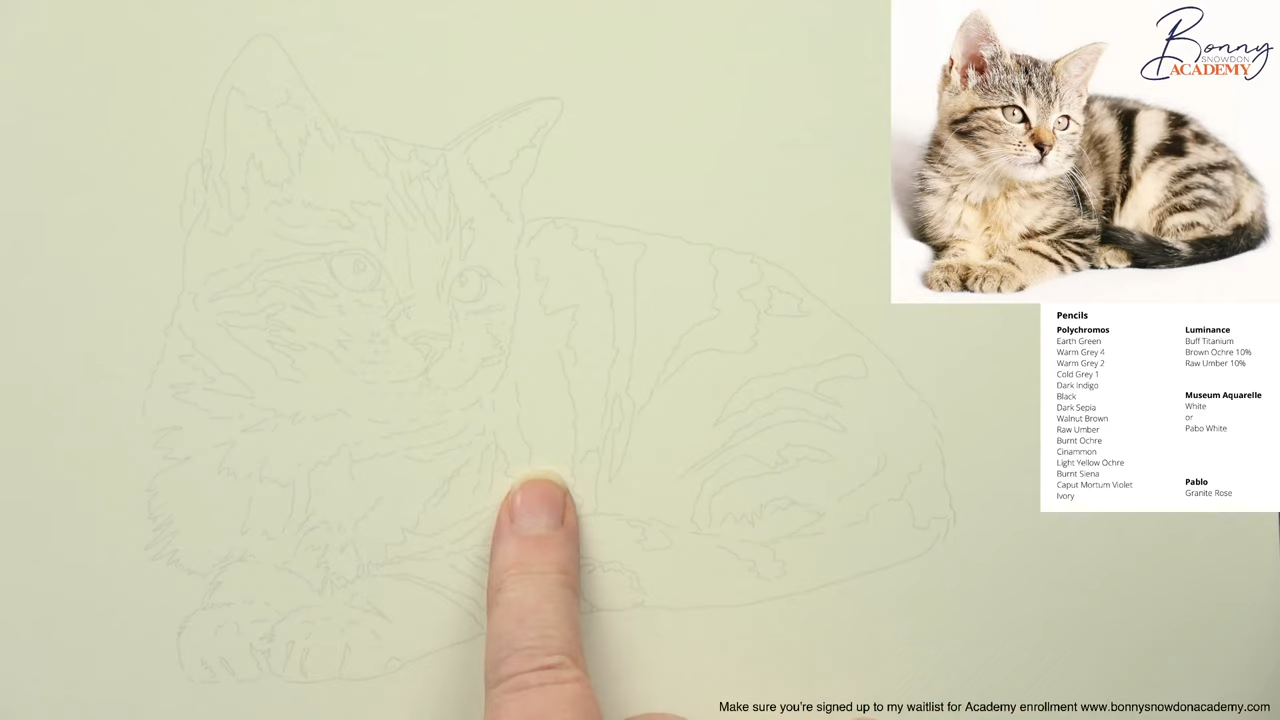 Bonny
SNOWDON
ACADEMY
Pencils
Polychromos
Earth Green
Warm Grey 4
Warm Grey 2
Cold Grey 1
Dark Indigo
Black
Dark Sepia
Walnut Brown
Raw Umber
Burnt Ochre
Cinammon
Light Yellow Ochre
Burnt Siena
Caput Mortum Violet
Ivory
Luminance
Buff Titanium
Brown Ochre 10%
Raw Umber 10%
Museum Aquarelle
White
or
Pabo White
Pablo
Granite Rose
Make sure you're signed up to my waitlist for Academy enrollment www.bonnysnowdonacademy.com